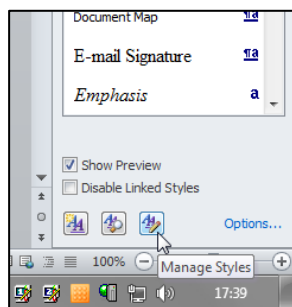 Document Map ¶a
E-mail Signature ¶a
Emphasis a
Show Preview
Disable Linked Styles
Options...
100%
Manage Styles
17:39